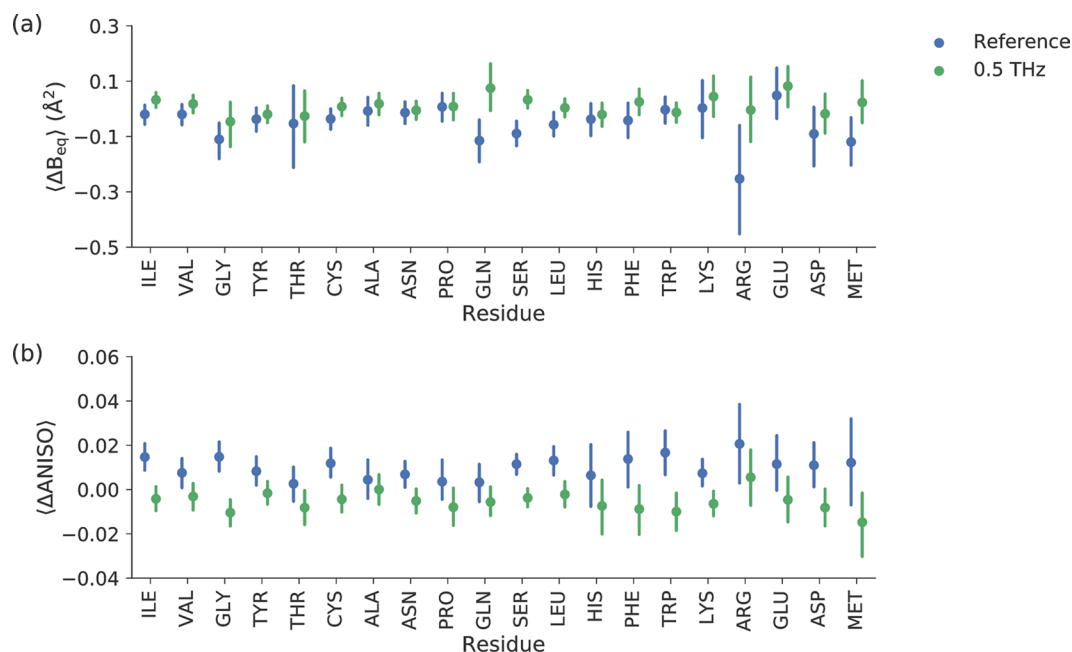 (a)
0.3
0.1
−0.1
−0.3
−0.5
⟨ΔBeq⟩ (Å²)
ILE VAL GLY TYR THR CYS ALA ASN PRO GLN SER LEU HIS PHE TRP LYS ARG GLU ASP MET
Residue
Reference
0.5 THz
(b)
0.06
0.04
0.02
0.00
−0.02
−0.04
⟨ΔANISO⟩
ILE VAL GLY TYR THR CYS ALA ASN PRO GLN SER LEU HIS PHE TRP LYS ARG GLU ASP MET
Residue